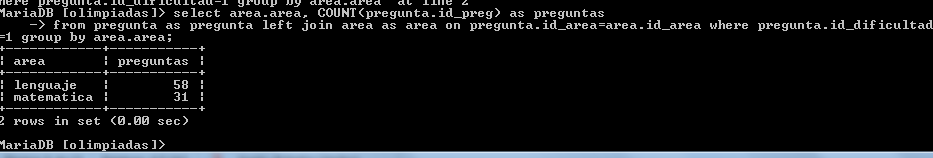 here pregunta.id_dificultad=1 group by area.area' at line 2
MariaDB [olimpiadas]> select area.area, COUNT(pregunta.id_preg) as preguntas
    -> from pregunta as pregunta left join area as area on pregunta.id_area=area.id_area where pregunta.id_dificultad
=1 group by area.area;
+------------+-----------+
| area       | preguntas |
+------------+-----------+
| lenguaje   |        58 |
| matematica |        31 |
+------------+-----------+
2 rows in set (0.00 sec)
MariaDB [olimpiadas]>